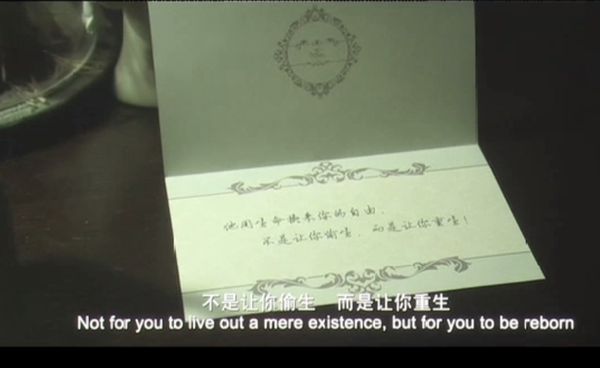 他用生命换来你的自由，
不是让你偷生，而是让你重生！
不是让你偷生 而是让你重生
Not for you to live out a mere existence, but for you to be reborn